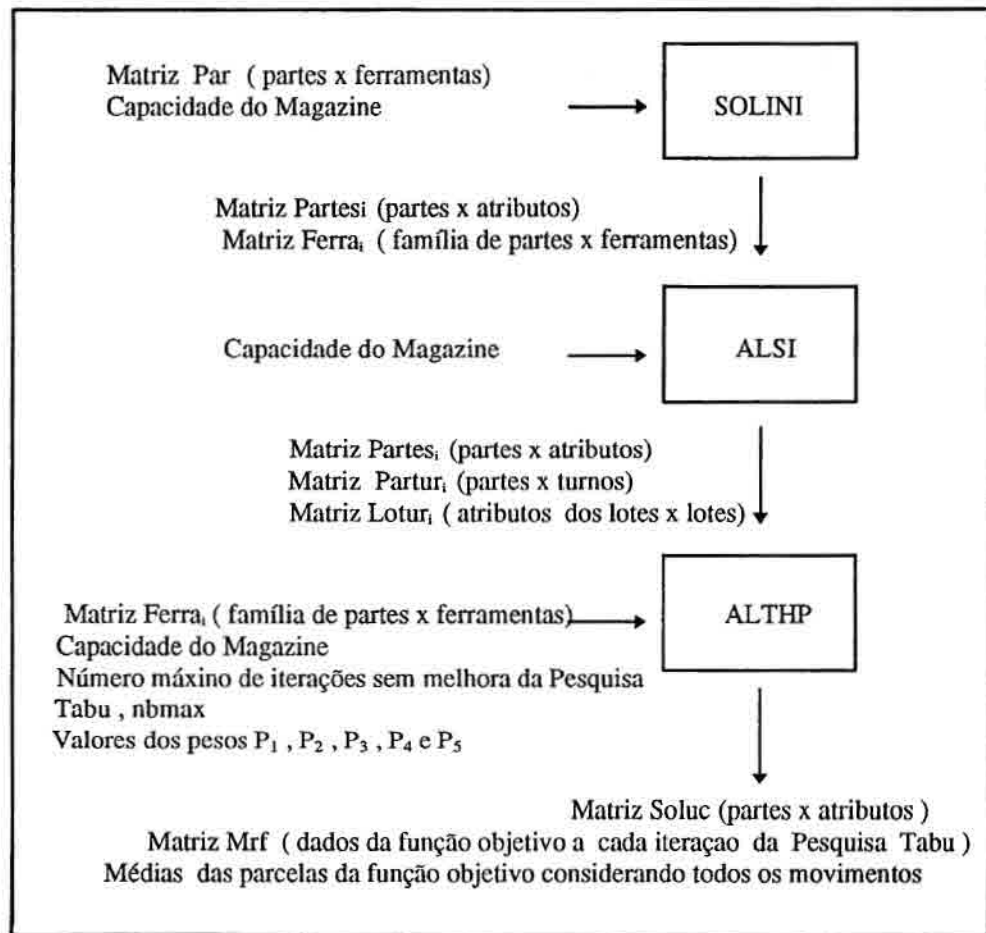 Matriz Par ( partes x ferramentas)
Capacidade do Magazine
SOLINI
Matriz Partesi (partes x atributos)
Matriz Ferraᵢ ( família de partes x ferramentas)
Capacidade do Magazine
ALSI
Matriz Partesᵢ (partes x atributos)
Matriz Parturᵢ (partes x turnos)
Matriz Loturᵢ ( atributos dos lotes x lotes)
Matriz Ferraᵢ ( família de partes x ferramentas)
ALTHP
Capacidade do Magazine
Número máxino de iterações sem melhora da Pesquisa
Tabu , nbmax
Valores dos pesos P₁ , P₂ , P₃ , P₄ e P₅
Matriz Soluc (partes x atributos )
Matriz Mrf ( dados da função objetivo a cada iteraçao da Pesquisa Tabu )
Médias das parcelas da função objetivo considerando todos os movimentos